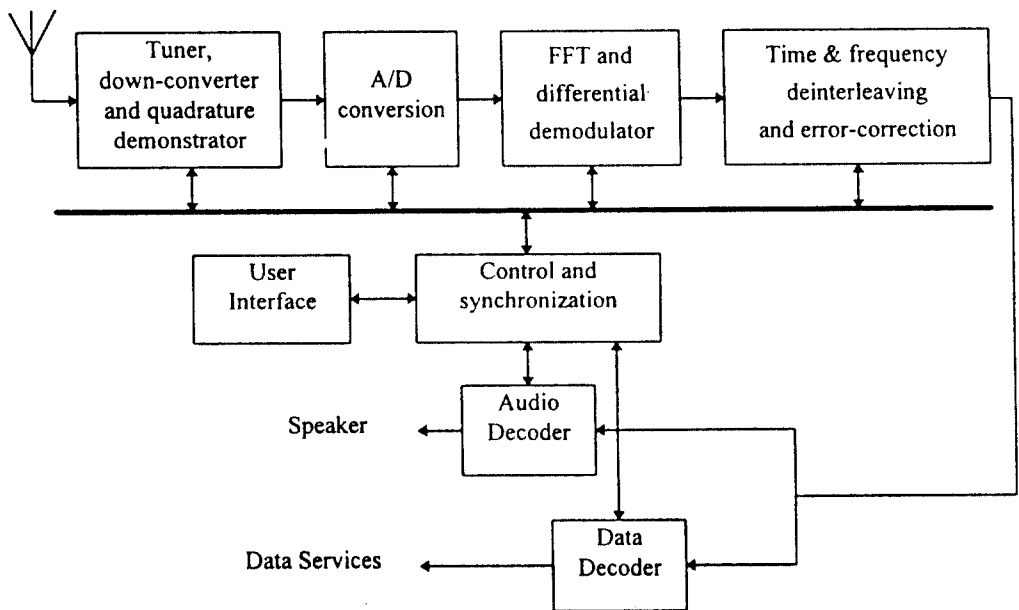 Tuner,
down-converter
and quadrature
demonstrator
A/D
conversion
FFT and
differential
demodulator
Time & frequency
deinterleaving
and error-correction
User
Interface
Control and
synchronization
Audio
Decoder
Speaker
Data
Decoder
Data Services